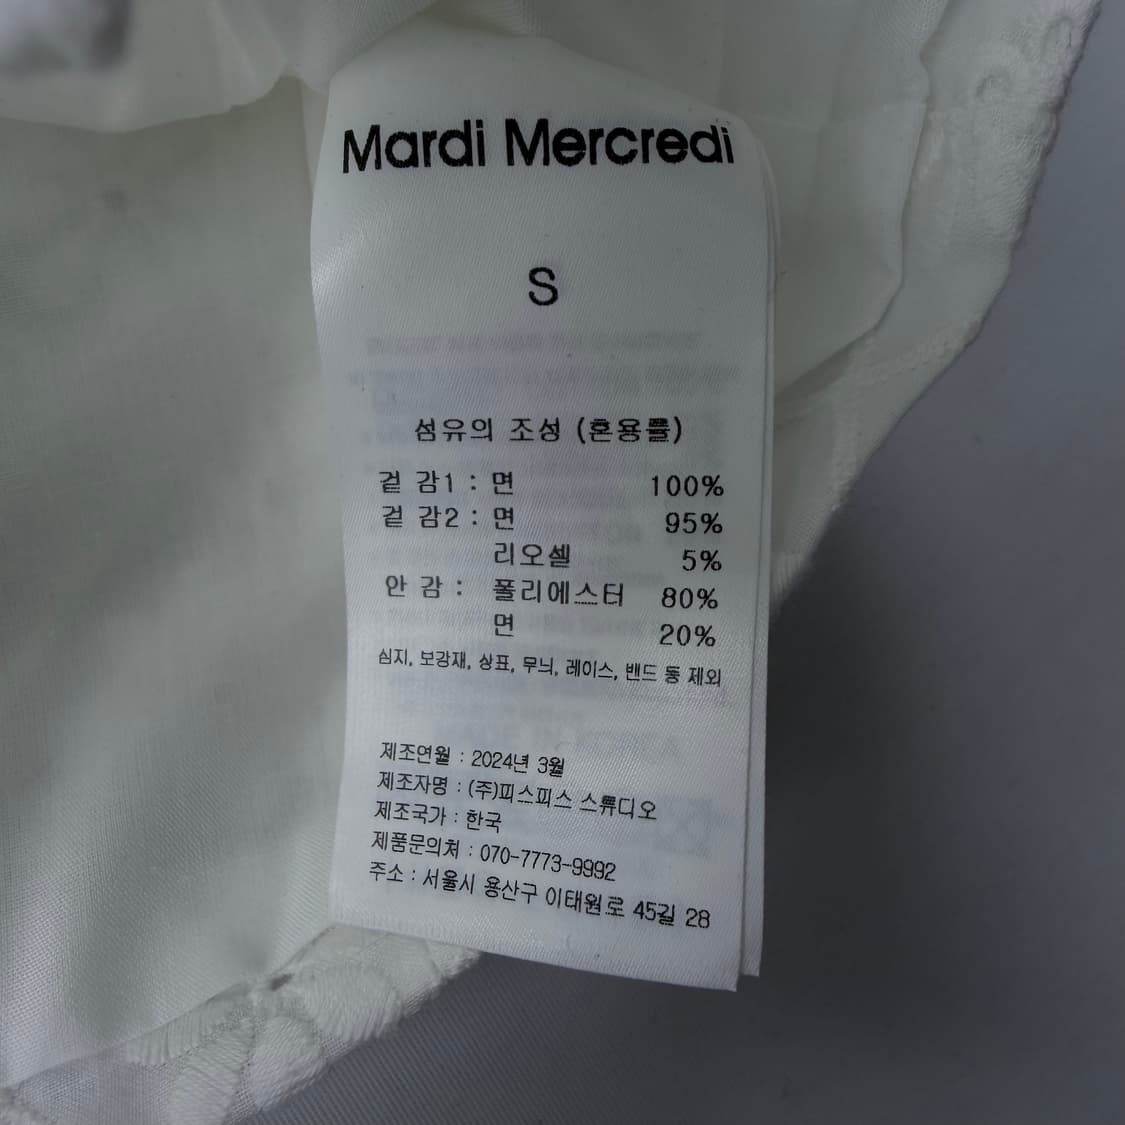 Mardi Mercredi
S
섬유의 조성 (혼용률)
겉 감1 : 면 100%
겉 감2 : 면 95%
리오셀 5%
안 감 : 폴리에스터 80%
면 20%
심지, 보강재, 상표, 무늬, 레이스, 밴드 등 제외
제조연월 : 2024년 3월
제조자명 : (주)피스피스 스튜디오
제조국가 : 한국
제품문의처 : 070-7773-9992
주소 : 서울시 용산구 이태원로 45길 28